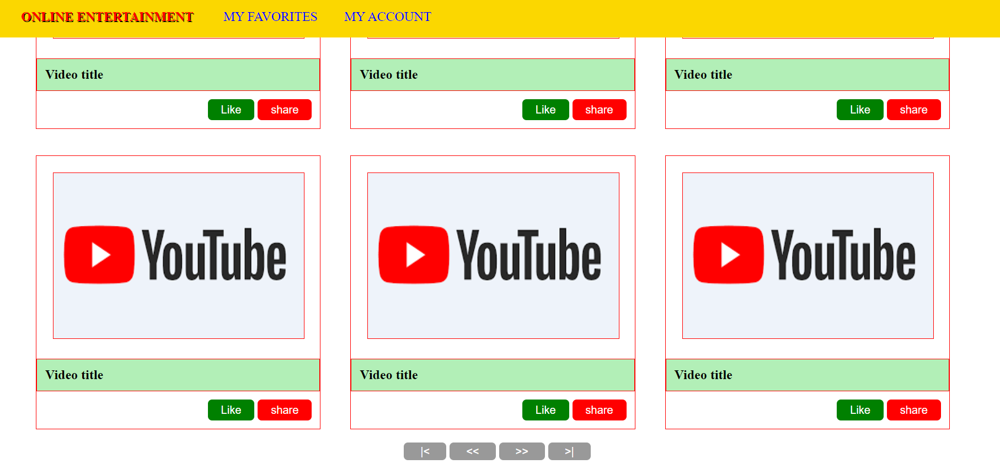 ONLINE ENTERTAINMENT MY FAVORITES MY ACCOUNT
Video title Video title Video title
Like share Like share Like share
YouTube YouTube YouTube
Video title Video title Video title
Like share Like share Like share
|< << >> >|